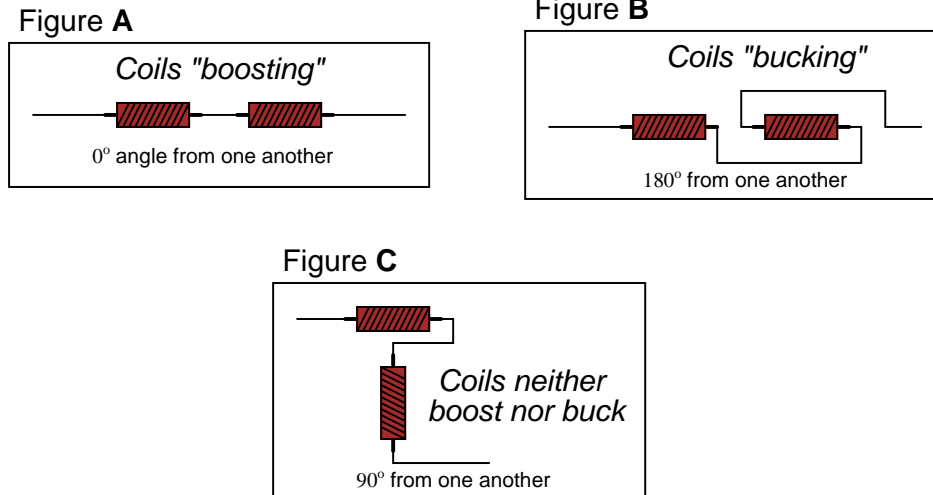 Figure A
Coils "boosting"
0° angle from one another
Figure B
Coils "bucking"
180° from one another
Figure C
Coils neither
boost nor buck
90° from one another